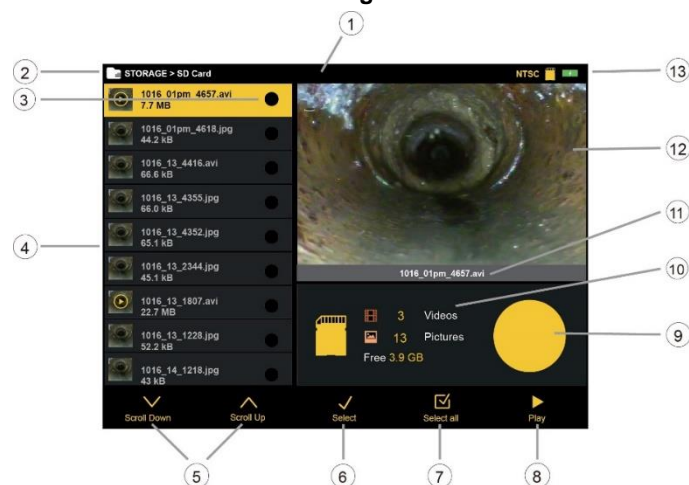 1
2
STORAGE > SD Card
NTSC
13
3
1016_01pm_4657.avi
7.7 MB
1016_01pm_4618.jpg
44.2 kB
12
1016_13_4416.avi
66.6 kB
1016_13_4355.jpg
66.0 kB
11
4
1016_13_4352.jpg
65.1 kB
1016_13_2344.jpg
45.1 kB
1016_01pm_4657.avi
10
1016_13_1807.avi
22.7 MB
3 Videos
13 Pictures
Free 3.9 GB
9
1016_13_1228.jpg
52.2 kB
1016_14_1218.jpg
43 kB
Scroll Down
Scroll Up
Select
Select all
Play
5
6
7
8